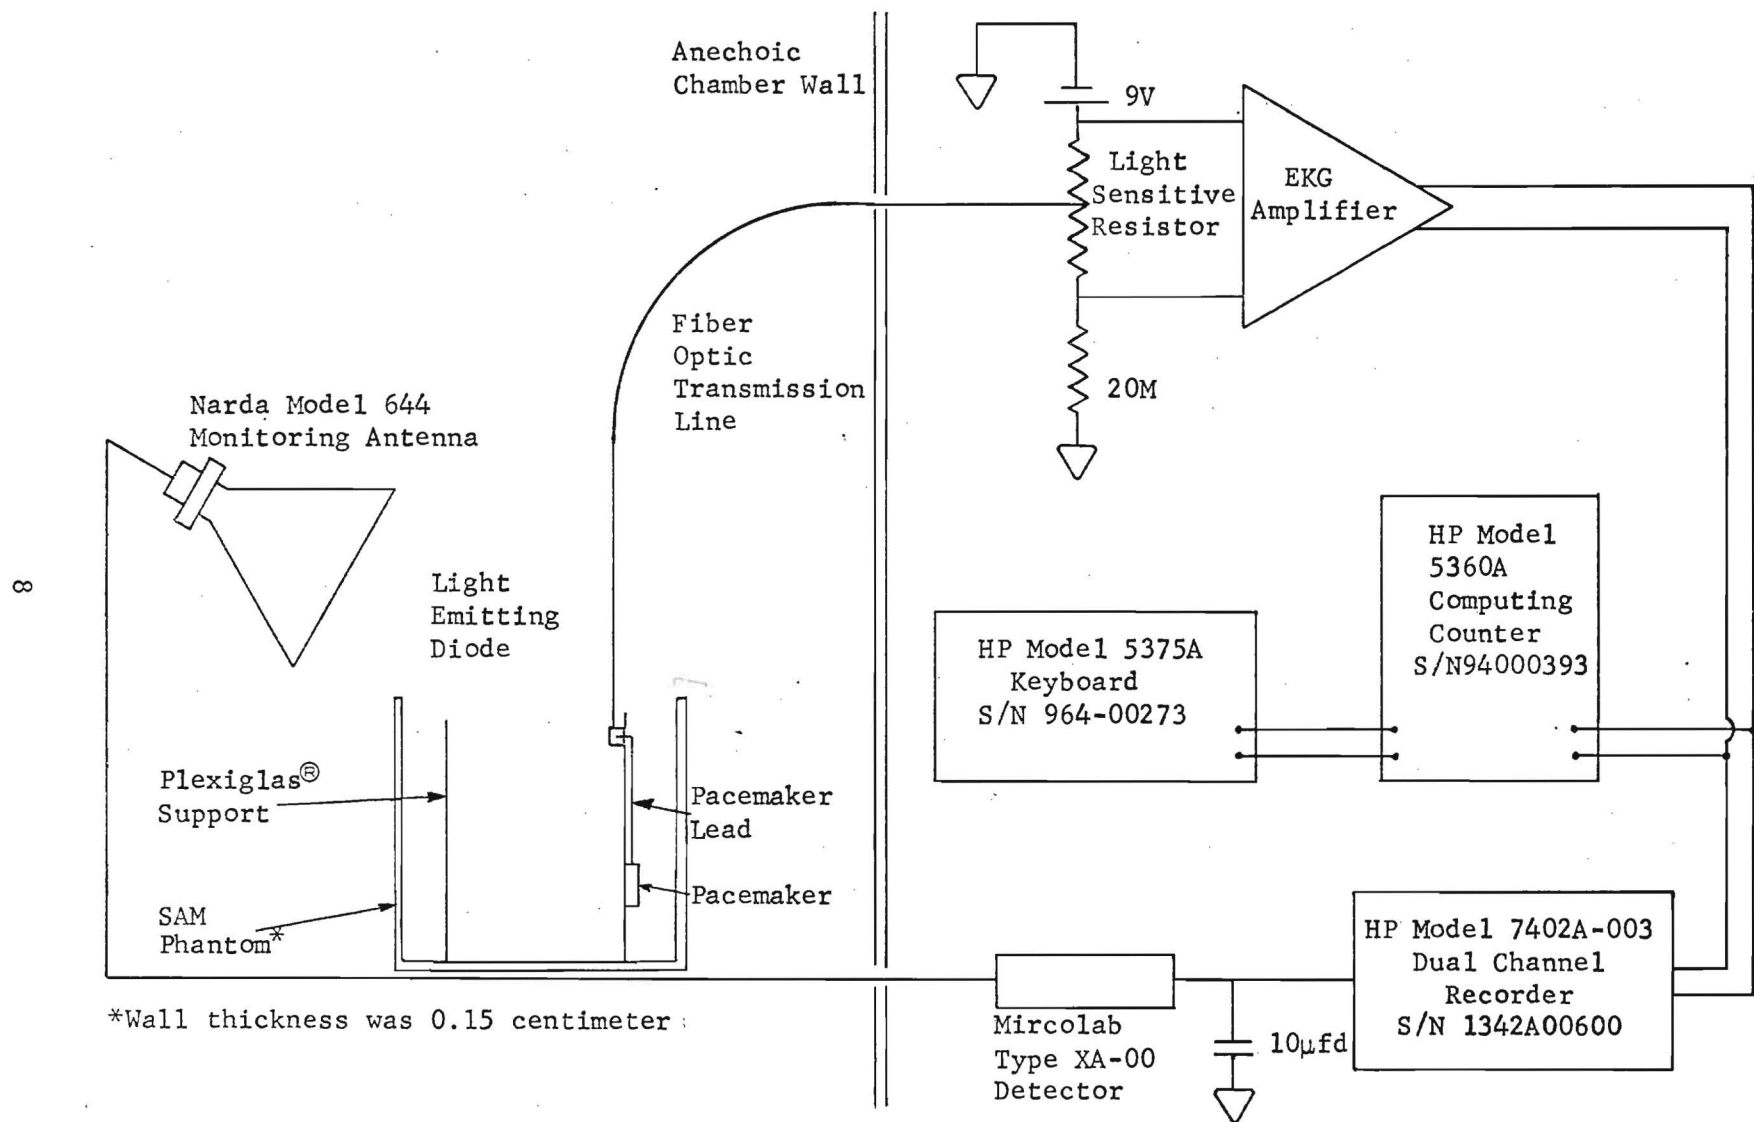 Anechoic
Chamber Wall
9V
Light
Sensitive
Resistor
EKG
Amplifier
Fiber
Optic
Transmission
Line
20M
Narda Model 644
Monitoring Antenna
8
Light
Emitting
Diode
HP Model
5360A
Computing
Counter
S/N94000393
HP Model 5375A
Keyboard
S/N 964-00273
Plexiglas®
Support
Pacemaker
Lead
Pacemaker
SAM
Phantom*
*Wall thickness was 0.15 centimeter
Mircolab
Type XA-00
Detector
10μfd
HP Model 7402A-003
Dual Channel
Recorder
S/N 1342A00600